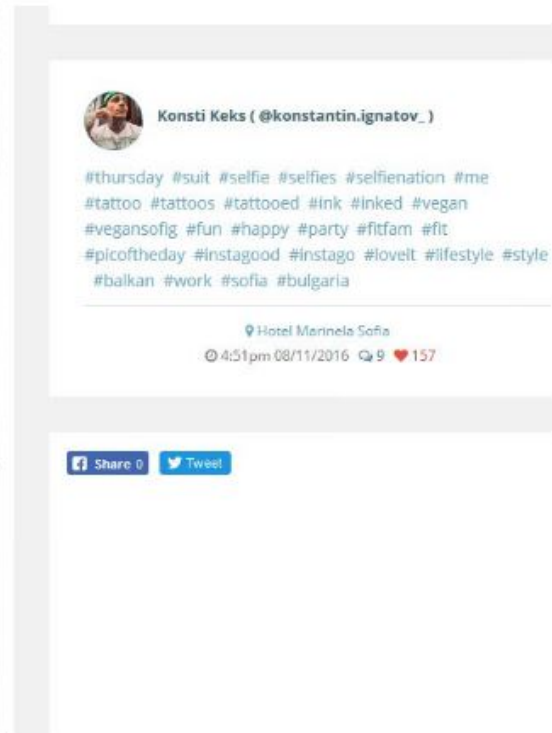 Konsti Keks ( @konstantin.ignatov_ )
#thursday #suit #selfie #selfies #selfienation #me
#tattoo #tattoos #tattooed #ink #inked #vegan
#vegansofig #fun #happy #party #fitfam #fit
#picoftheday #instagood #instago #loveit #lifestyle #style
#balkan #work #sofia #bulgaria
Hotel Marinela Sofia
4:51pm 08/11/2016 9 157
Share 0 Tweet